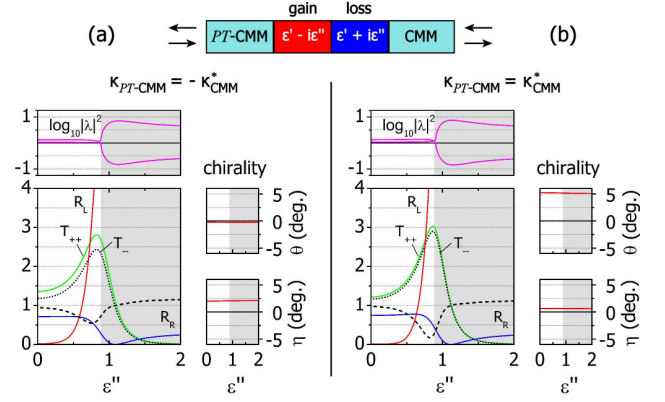 gain loss
(a) PT-CMM ε' - iε'' ε' + iε'' CMM (b)
κPT-CMM = - κ*CMM
κPT-CMM = κ*CMM
log10|λ|²
1
-1
chirality
4
3
2
1
0
RL
T++
T--
RR
0 1 2
ε''
5
0
-5
θ (deg.)
5
0
-5
η (deg.)
0 1 2
ε''
log10|λ|²
1
-1
chirality
4
3
2
1
0
RL
T++
T--
RR
0 1 2
ε''
5
0
-5
θ (deg.)
5
0
-5
η (deg.)
0 1 2
ε''